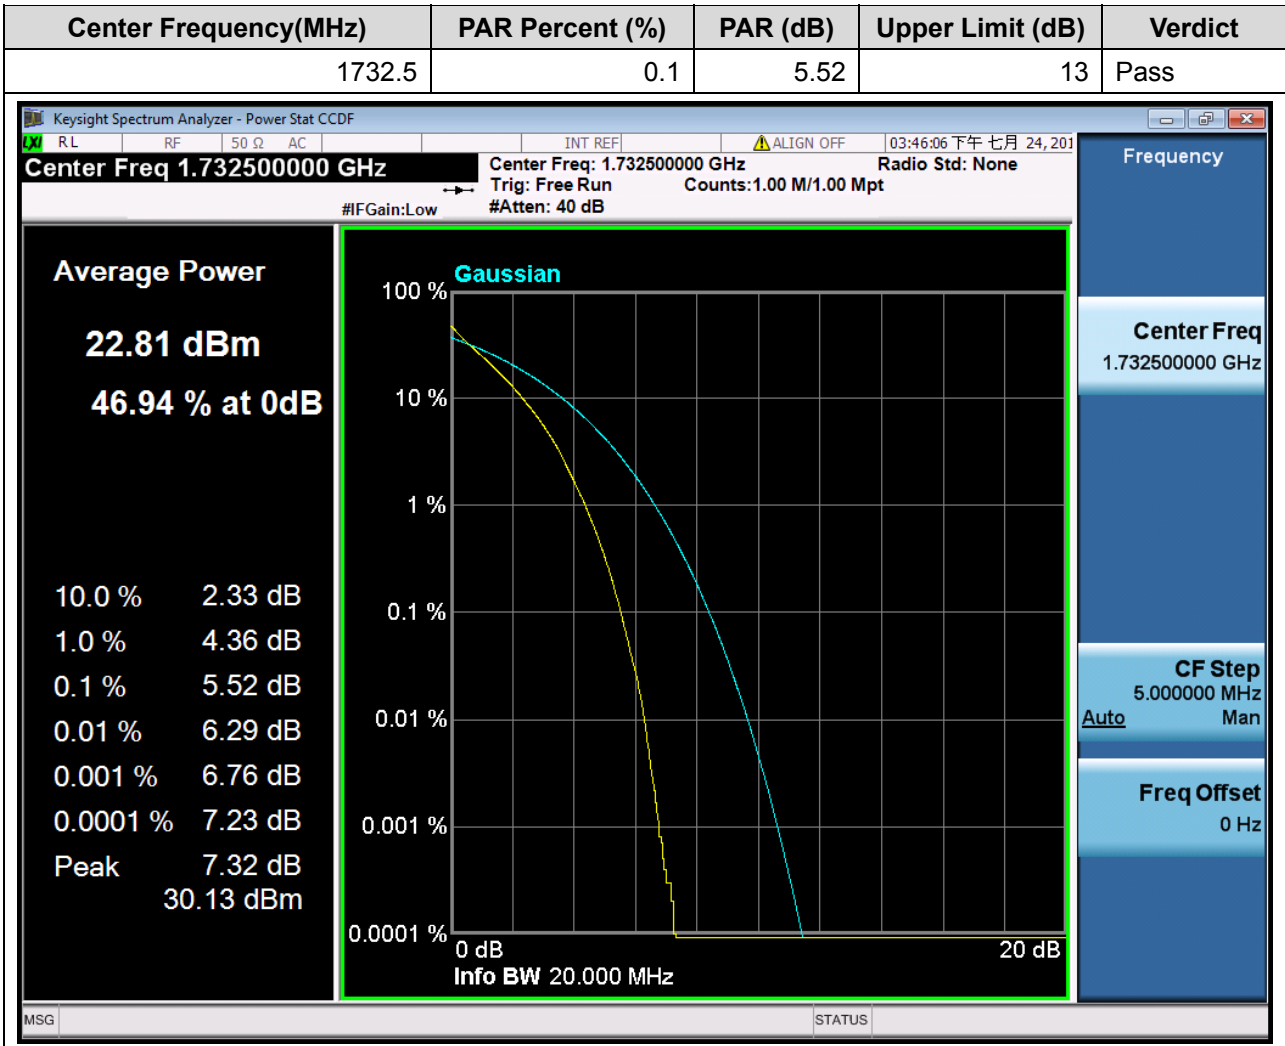 Center Frequency(MHz) PAR Percent (%) PAR (dB) Upper Limit (dB) Verdict
1732.5 0.1 5.52 13 Pass
Keysight Spectrum Analyzer - Power Stat CCDF
LXI RL RF 50 Ω AC INT REF ALIGN OFF 03:46:06 下午 七月 24, 201
Center Freq 1.732500000 GHz
Center Freq: 1.732500000 GHz Radio Std: None
Trig: Free Run Counts:1.00 M/1.00 Mpt
#IFGain:Low #Atten: 40 dB
Average Power
22.81 dBm
46.94 % at 0dB
10.0 % 2.33 dB
1.0 % 4.36 dB
0.1 % 5.52 dB
0.01 % 6.29 dB
0.001 % 6.76 dB
0.0001 % 7.23 dB
Peak 7.32 dB
30.13 dBm
Gaussian
100 %
10 %
1 %
0.1 %
0.01 %
0.001 %
0.0001 %
0 dB 20 dB
Info BW 20.000 MHz
Frequency
Center Freq
1.732500000 GHz
CF Step
5.000000 MHz
Auto Man
Freq Offset
0 Hz
MSG STATUS